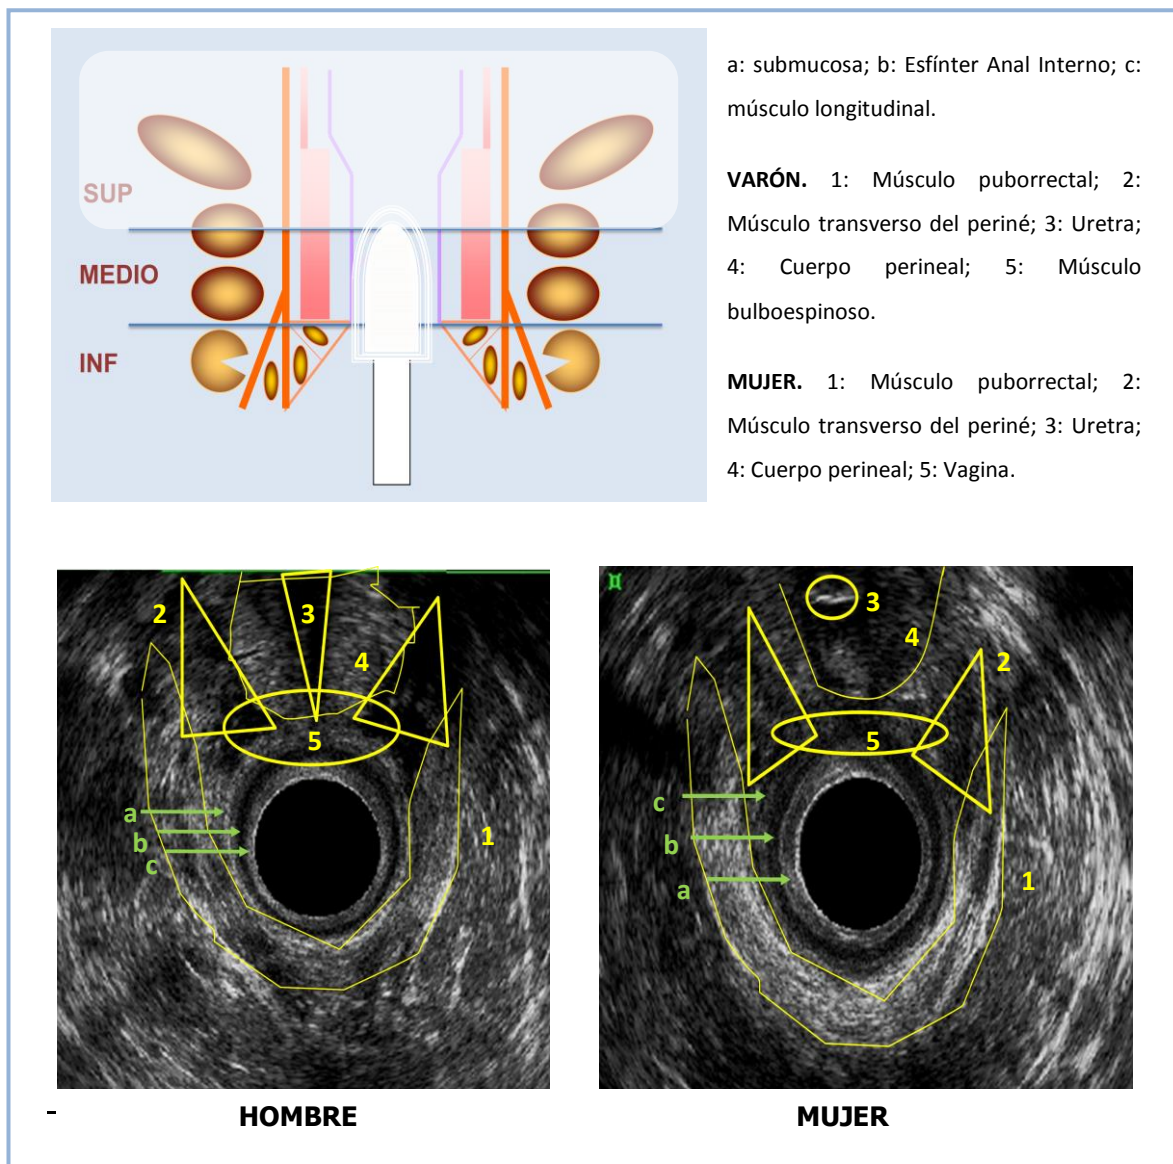 a: submucosa; b: Esfínter Anal Interno; c:
músculo longitudinal.
VARÓN. 1: Músculo puborrectal; 2:
Músculo transverso del periné; 3: Uretra;
4: Cuerpo perineal; 5: Músculo
bulboespinoso.
MUJER. 1: Músculo puborrectal; 2:
Músculo transverso del periné; 3: Uretra;
4: Cuerpo perineal; 5: Vagina.
SUP
MEDIO
INF
2
3
4
5
a
b
c
1
3
4
2
5
c
b
a
1
HOMBRE
MUJER